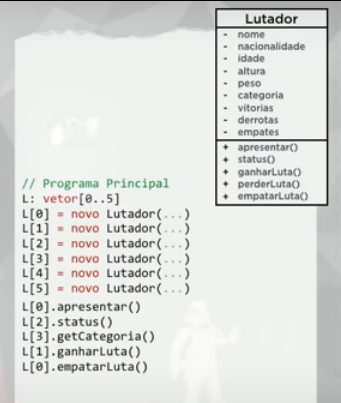 Lutador
- nome
- nacionalidade
- idade
- altura
- peso
- categoria
- vitorias
- derrotas
- empates
+ apresentar()
+ status()
+ ganharLuta()
+ perderLuta()
+ empatarLuta()
// Programa Principal
L: vetor[0..5]
L[0] = novo Lutador(...)
L[1] = novo Lutador(...)
L[2] = novo Lutador(...)
L[3] = novo Lutador(...)
L[4] = novo Lutador(...)
L[5] = novo Lutador(...)
L[0].apresentar()
L[2].status()
L[3].getCategoria()
L[1].ganharLuta()
L[0].empatarLuta()